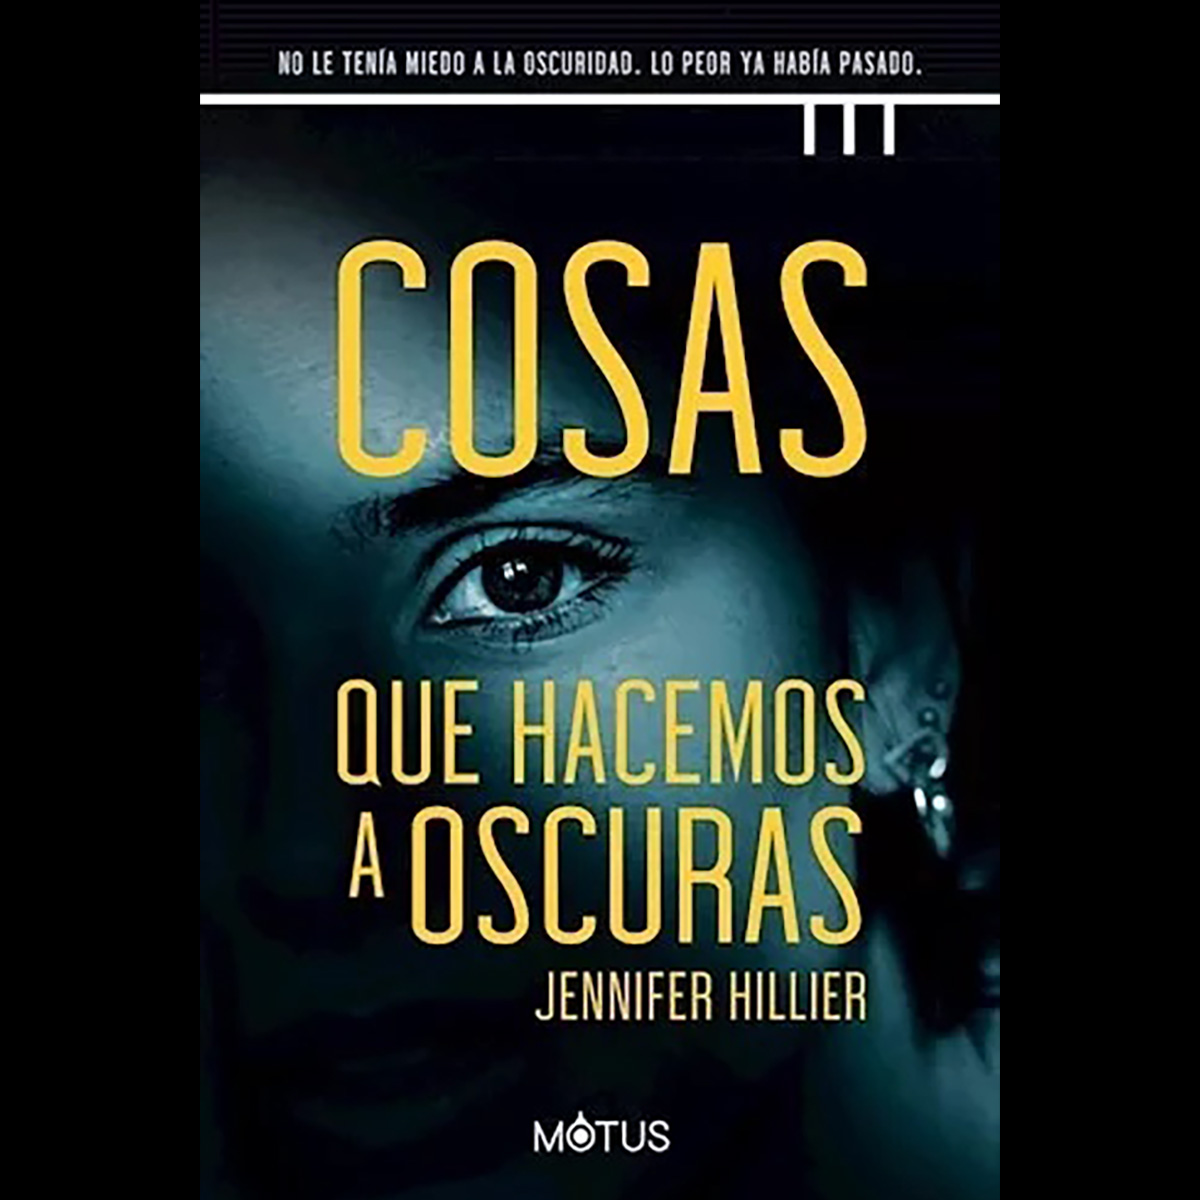 NO LE TENÍA MIEDO A LA OSCURIDAD. LO PEOR YA HABÍA PASADO.
COSAS
QUE HACEMOS
A OSCURAS
JENNIFER HILLIER
MOTUS